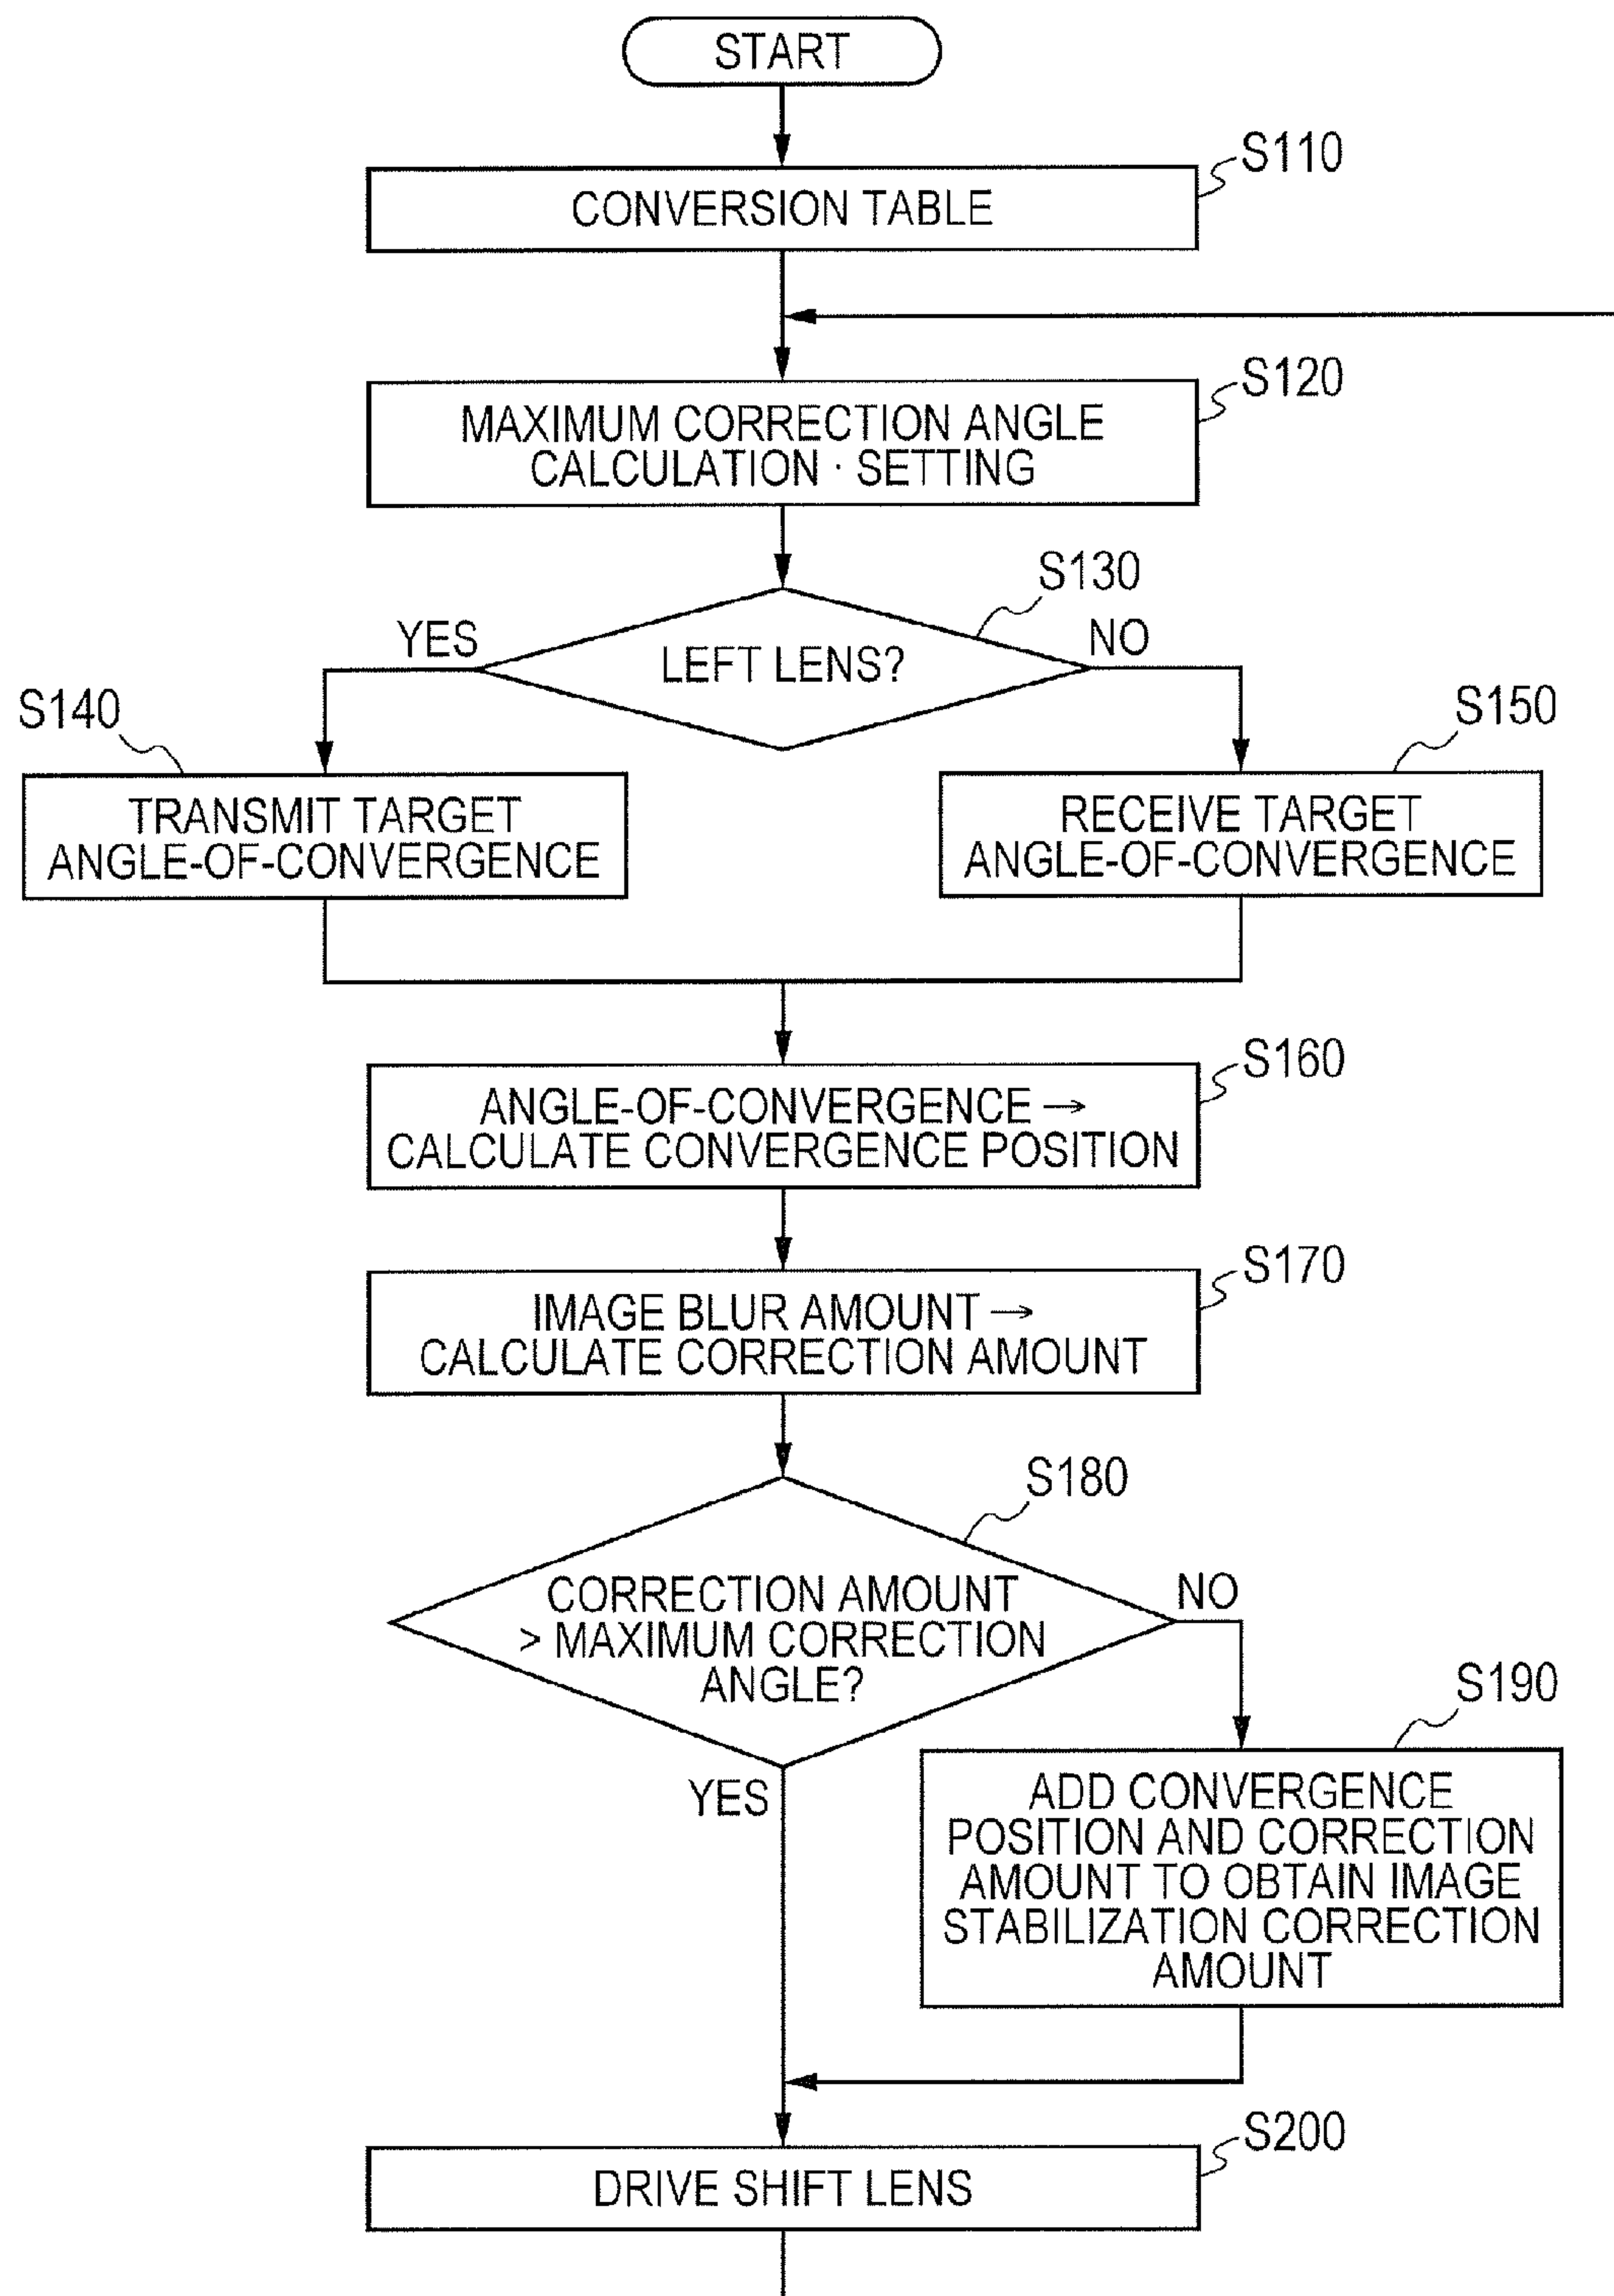 START
S110
CONVERSION TABLE
S120
MAXIMUM CORRECTION ANGLE
CALCULATION · SETTING
S130
YES
LEFT LENS?
NO
S140
TRANSMIT TARGET
ANGLE-OF-CONVERGENCE
S150
RECEIVE TARGET
ANGLE-OF-CONVERGENCE
S160
ANGLE-OF-CONVERGENCE →
CALCULATE CONVERGENCE POSITION
S170
IMAGE BLUR AMOUNT →
CALCULATE CORRECTION AMOUNT
S180
CORRECTION AMOUNT
> MAXIMUM CORRECTION
ANGLE?
NO
YES
S190
ADD CONVERGENCE
POSITION AND CORRECTION
AMOUNT TO OBTAIN IMAGE
STABILIZATION CORRECTION
AMOUNT
S200
DRIVE SHIFT LENS